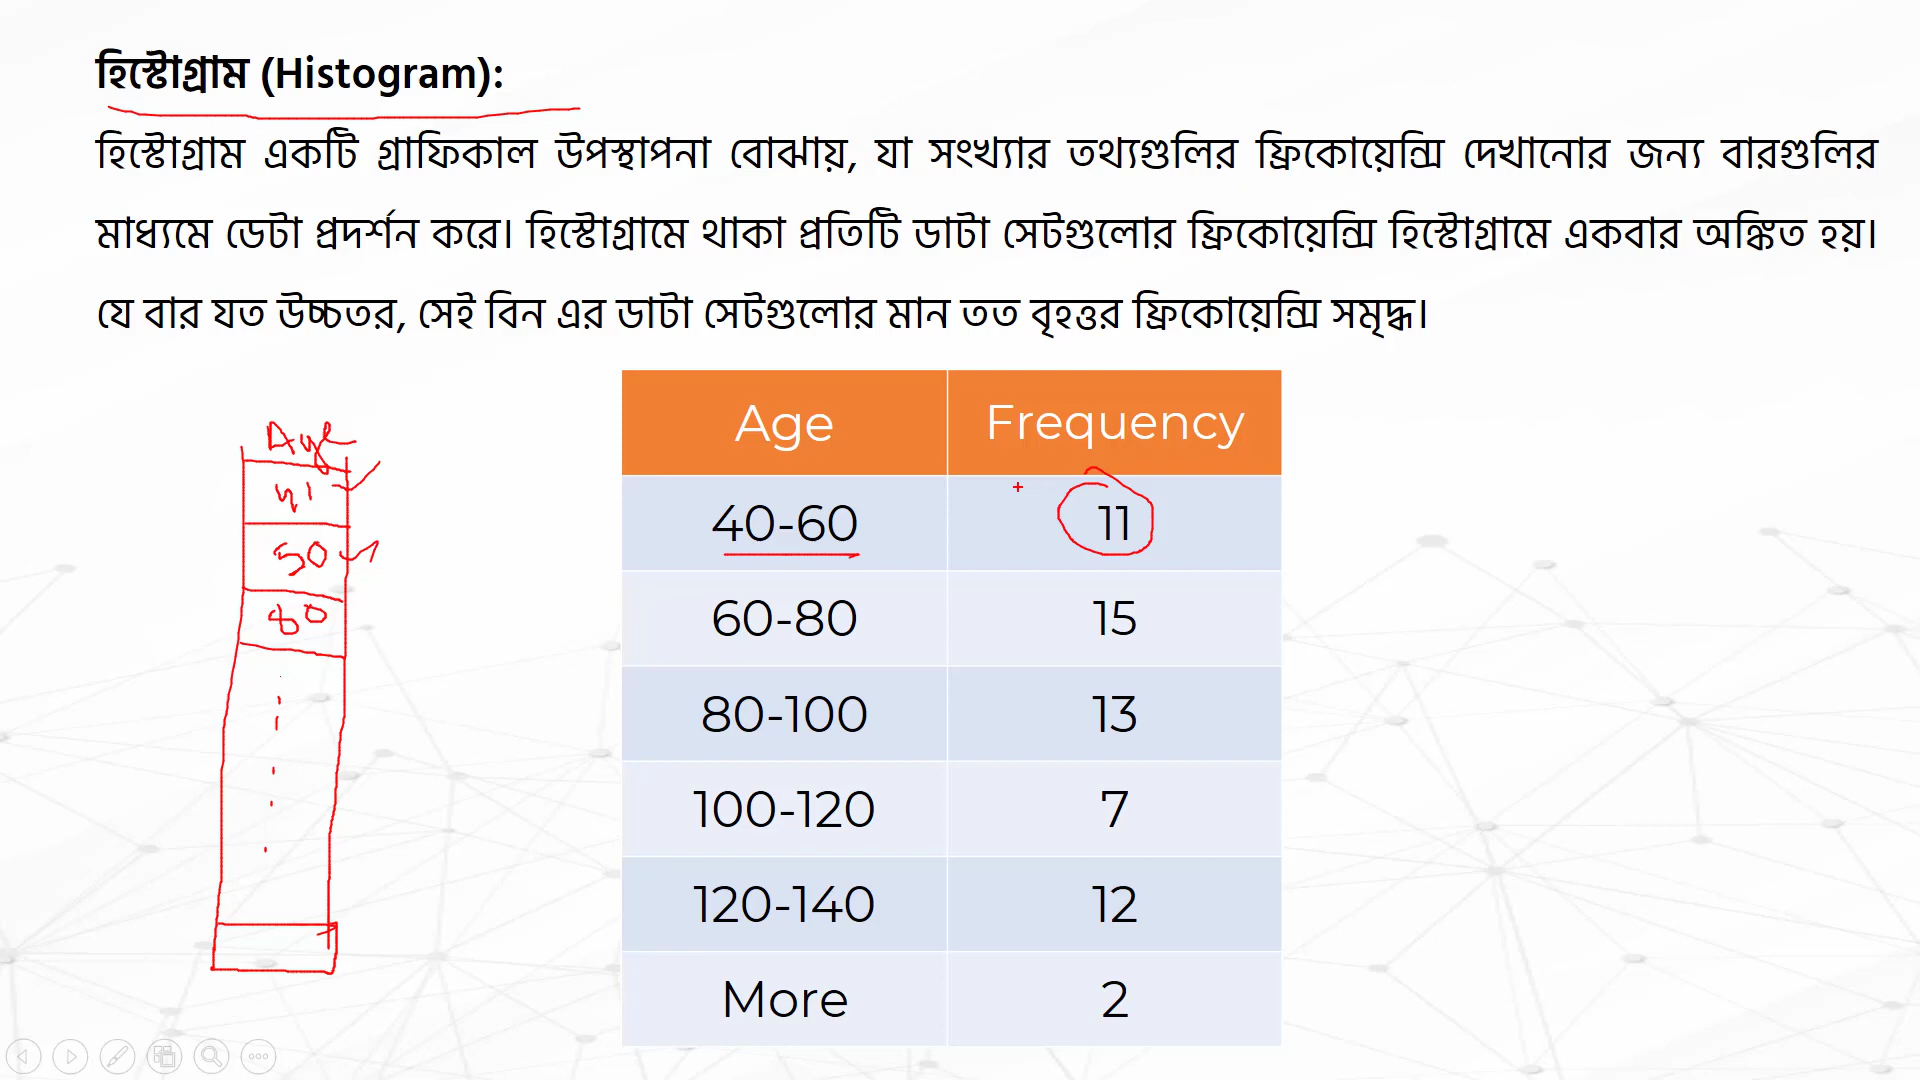 হিস্টোগ্রাম (Histogram):
হিস্টোগ্রাম একটি গ্রাফিকাল উপস্থাপনা বোঝায়, যা সংখ্যার তথ্যগুলির ফ্রিকোয়েন্সি দেখানোর জন্য বারগুলির
মাধ্যমে ডেটা প্রদর্শন করে। হিস্টোগ্রামে থাকা প্রতিটি ডাটা সেটগুলোর ফ্রিকোয়েন্সি হিস্টোগ্রামে একবার অঙ্কিত হয়।
যে বার যত উচ্চতর, সেই বিন এর ডাটা সেটগুলোর মান তত বৃহত্তর ফ্রিকোয়েন্সি সমৃদ্ধ।
Age
41
50
80
Age Frequency
40-60 11
60-80 15
80-100 13
100-120 7
120-140 12
More 2